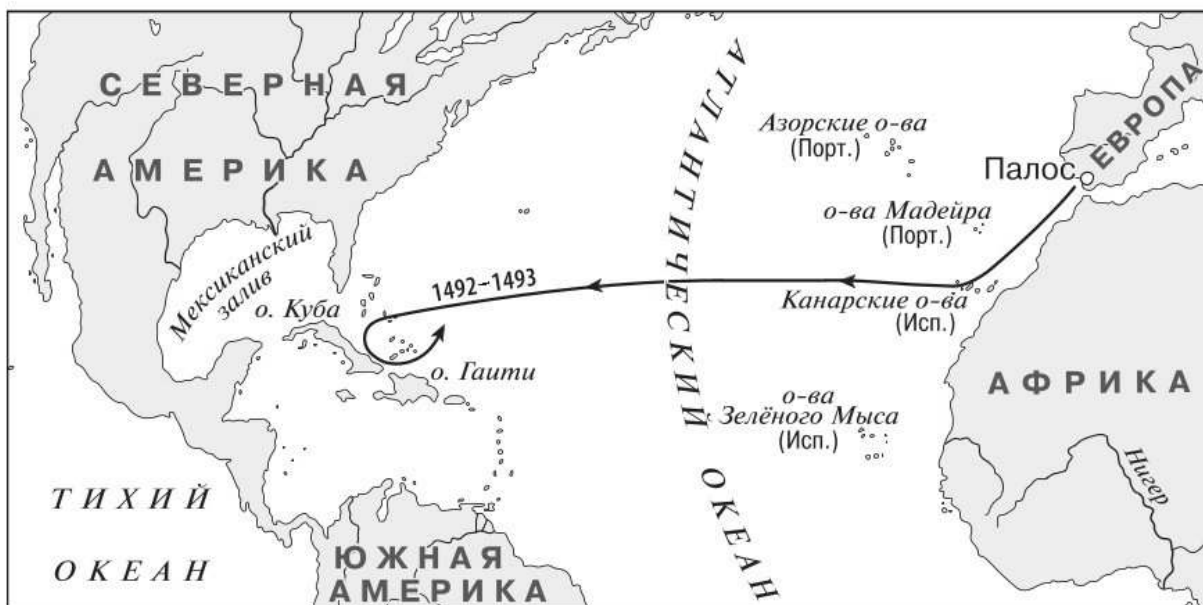 СЕВЕРНАЯ
АМЕРИКА
АТЛАНТИЧЕСКИЙ ОКЕАН
Азорские о-ва
(Порт.)
ЕВРОПА
Палос
о-ва Мадейра
(Порт.)
Мексиканский
залив
1492–1493
о. Куба
Канарские о-ва
(Исп.)
о. Гаити
АФРИКА
о-ва
Зелёного Мыса
(Исп.)
Нигер
ТИХИЙ
ОКЕАН
ЮЖНАЯ
АМЕРИКА